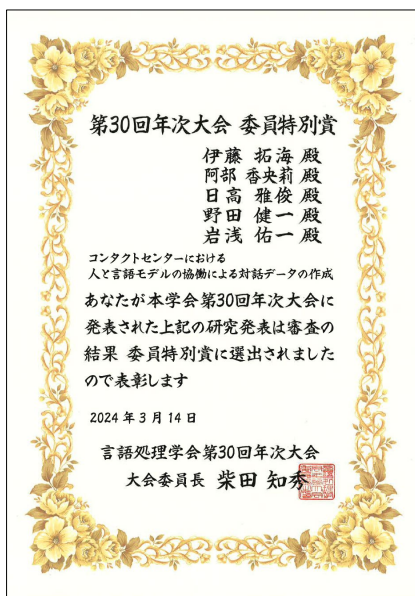 第30回年次大会 委員特別賞
伊藤 拓海 殿
阿部 香央莉 殿
日高 雅俊 殿
野田 健一 殿
岩浅 佑一 殿
コンタクトセンターにおける
人と言語モデルの協働による対話データの作成
あなたが本学会第30回年次大会に
発表された上記の研究発表は審査の
結果 委員特別賞に選出されました
ので表彰します
2024年3月14日
言語処理学会第30回年次大会
大会委員長 柴田 知秀